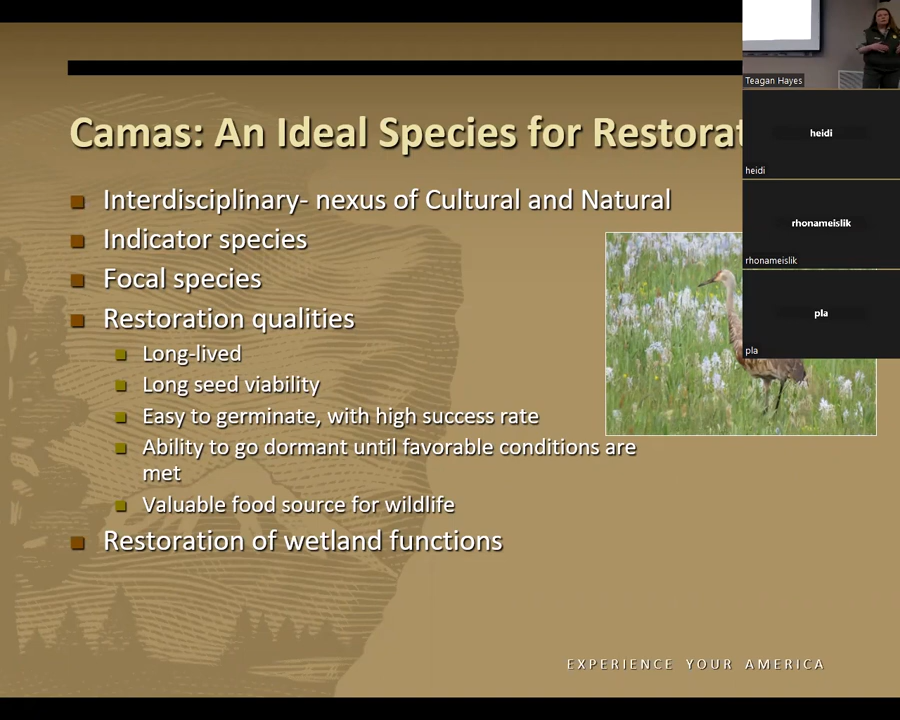 Camas: An Ideal Species for Restorat
Interdisciplinary- nexus of Cultural and Natural
Indicator species
Focal species
Restoration qualities
Long-lived
Long seed viability
Easy to germinate, with high success rate
Ability to go dormant until favorable conditions are
met
Valuable food source for wildlife
Restoration of wetland functions
EXPERIENCE YOUR AMERICA
Teagan Hayes
heidi
heidi
rhonameislik
rhonameislik
pla
pla